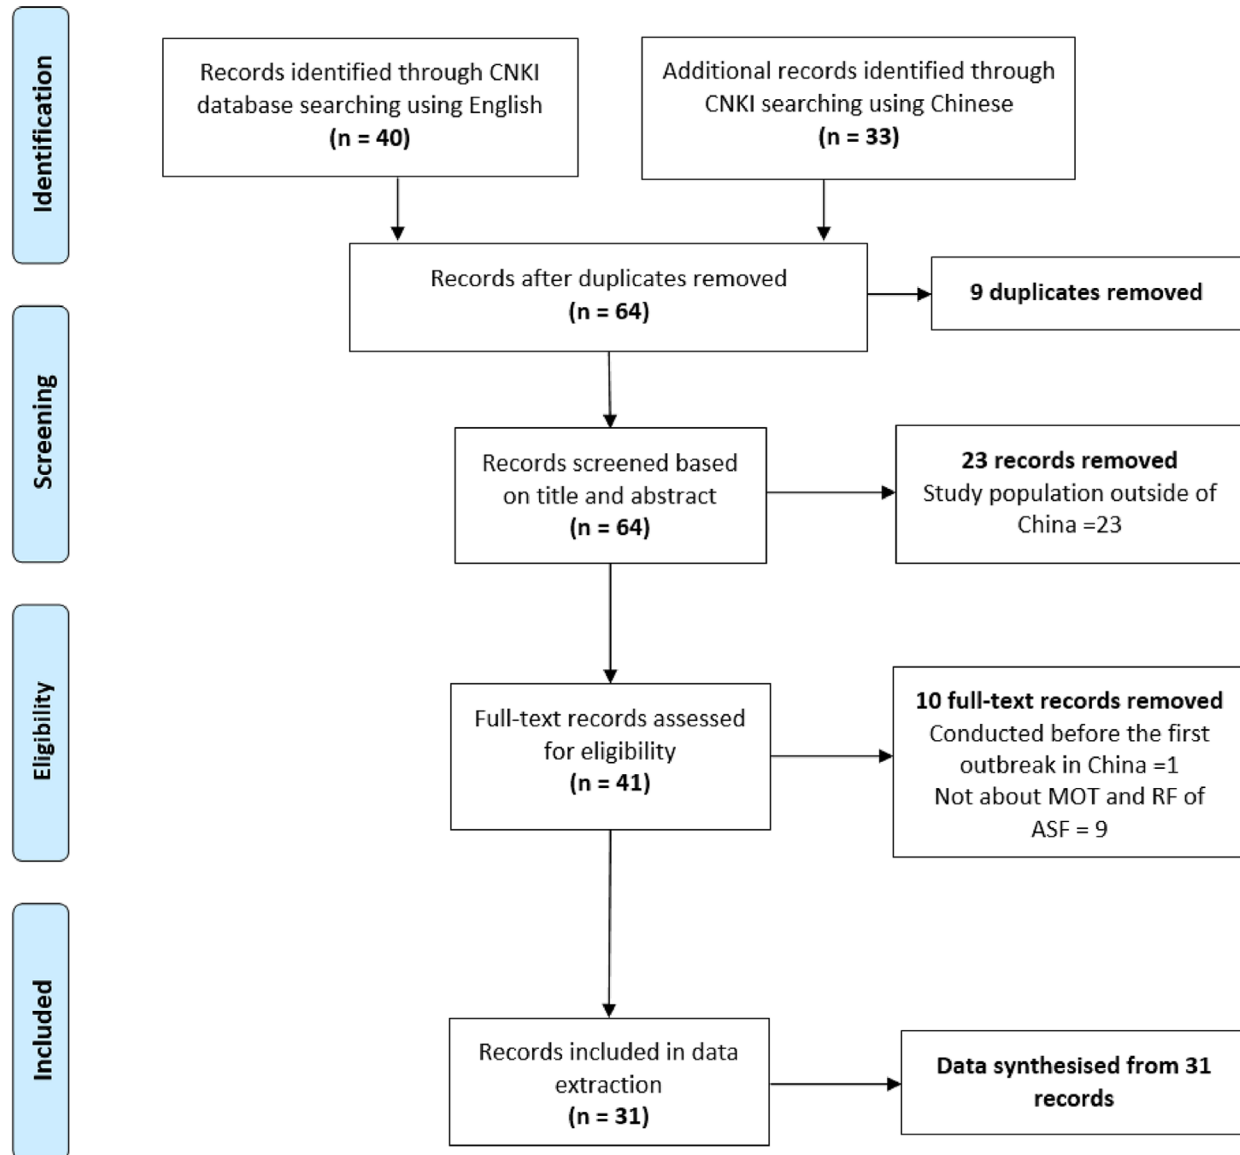 Identification
Records identified through CNKI
database searching using English
(n = 40)
Additional records identified through
CNKI searching using Chinese
(n = 33)
Records after duplicates removed
(n = 64)
9 duplicates removed
Screening
Records screened based
on title and abstract
(n = 64)
23 records removed
Study population outside of
China =23
Eligibility
Full-text records assessed
for eligibility
(n = 41)
10 full-text records removed
Conducted before the first
outbreak in China =1
Not about MOT and RF of
ASF = 9
Included
Records included in data
extraction
(n = 31)
Data synthesised from 31
records